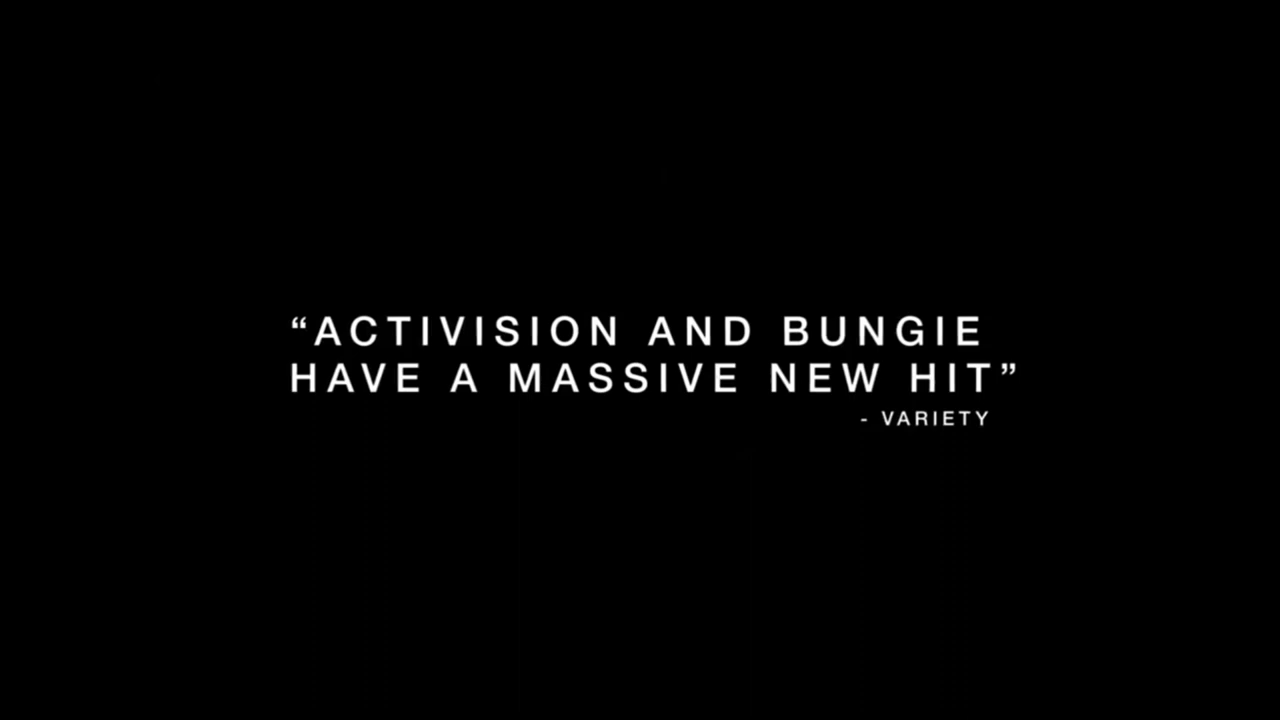 “ACTIVISION AND BUNGIE
HAVE A MASSIVE NEW HIT”
- VARIETY